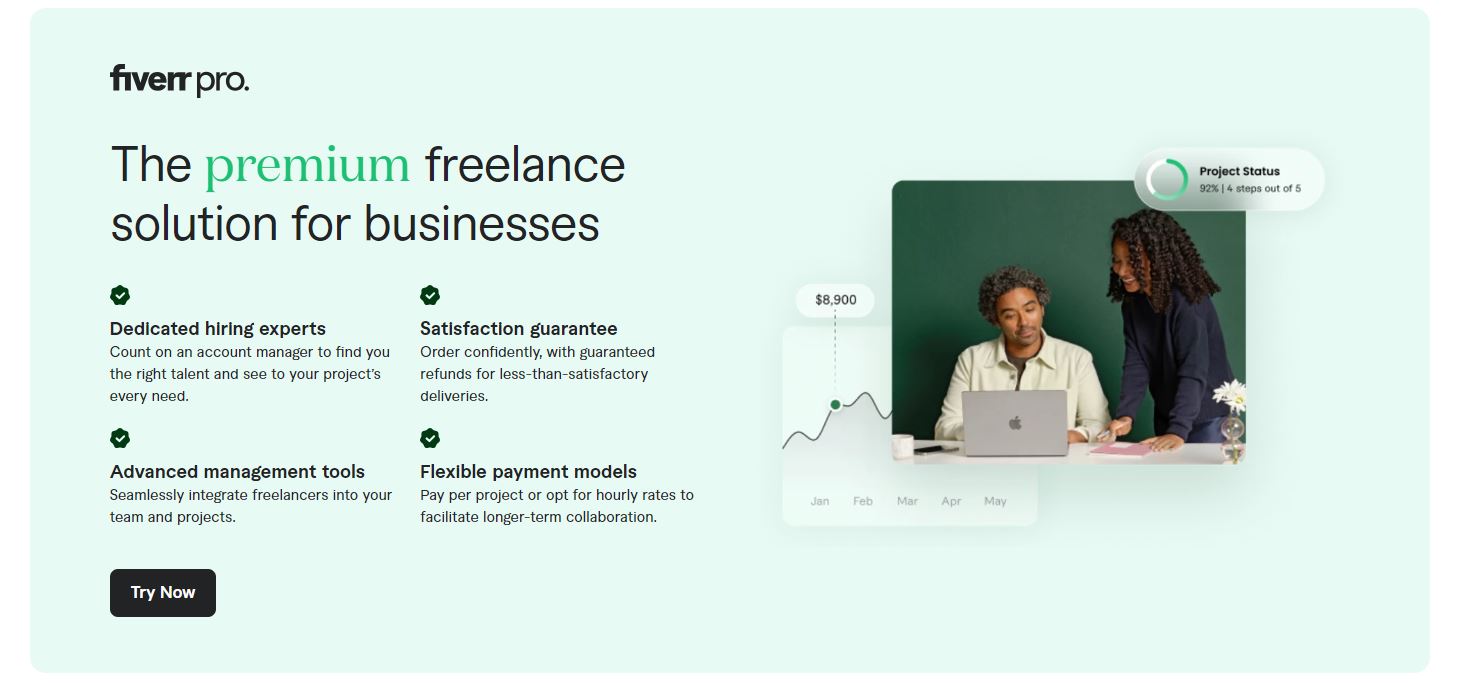 fiverr pro.
The premium freelance
solution for businesses
Dedicated hiring experts
Count on an account manager to find you
the right talent and see to your project's
every need.
Satisfaction guarantee
Order confidently, with guaranteed
refunds for less-than-satisfactory
deliveries.
Advanced management tools
Seamlessly integrate freelancers into your
team and projects.
Flexible payment models
Pay per project or opt for hourly rates to
facilitate longer-term collaboration.
Try Now
Project Status
92% | 4 steps out of 5
$8,900
Jan Feb Mar Apr May